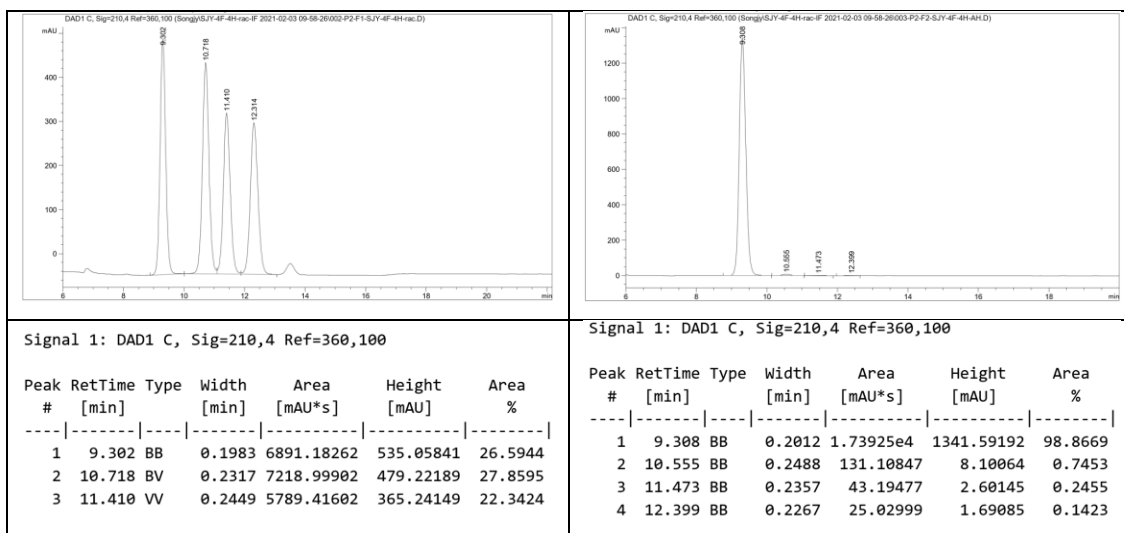 DAD1 C, Sig=210,4 Ref=360,100 (Songjy\SJY-4F-4H-rac-IF 2021-02-03 09-58-26\002-P2-F1-SJY-4F-4H-rac.D)
mAU
9.302
10.718
11.410
12.314
400
300
200
100
0
6 8 10 12 14 16 18 20 min
DAD1 C, Sig=210,4 Ref=360,100 (Songjy\SJY-4F-4H-rac-IF 2021-02-03 09-58-26\003-P2-F2-SJY-4F-4H-AH.D)
mAU
9.308
1200
1000
800
600
400
200
0
10.555
11.473
12.399
6 8 10 12 14 16 18 min
Signal 1: DAD1 C, Sig=210,4 Ref=360,100
Peak RetTime Type Width Area Height Area
# [min] [min] [mAU*s] [mAU] %
----|-------|----|-------|----------|----------|--------|
1 9.302 BB 0.1983 6891.18262 535.05841 26.5944
2 10.718 BV 0.2317 7218.99902 479.22189 27.8595
3 11.410 VV 0.2449 5789.41602 365.24149 22.3424
Signal 1: DAD1 C, Sig=210,4 Ref=360,100
Peak RetTime Type Width Area Height Area
# [min] [min] [mAU*s] [mAU] %
----|-------|----|-------|----------|----------|--------|
1 9.308 BB 0.2012 1.73925e4 1341.59192 98.8669
2 10.555 BB 0.2488 131.10847 8.10064 0.7453
3 11.473 BB 0.2357 43.19477 2.60145 0.2455
4 12.399 BB 0.2267 25.02999 1.69085 0.1423